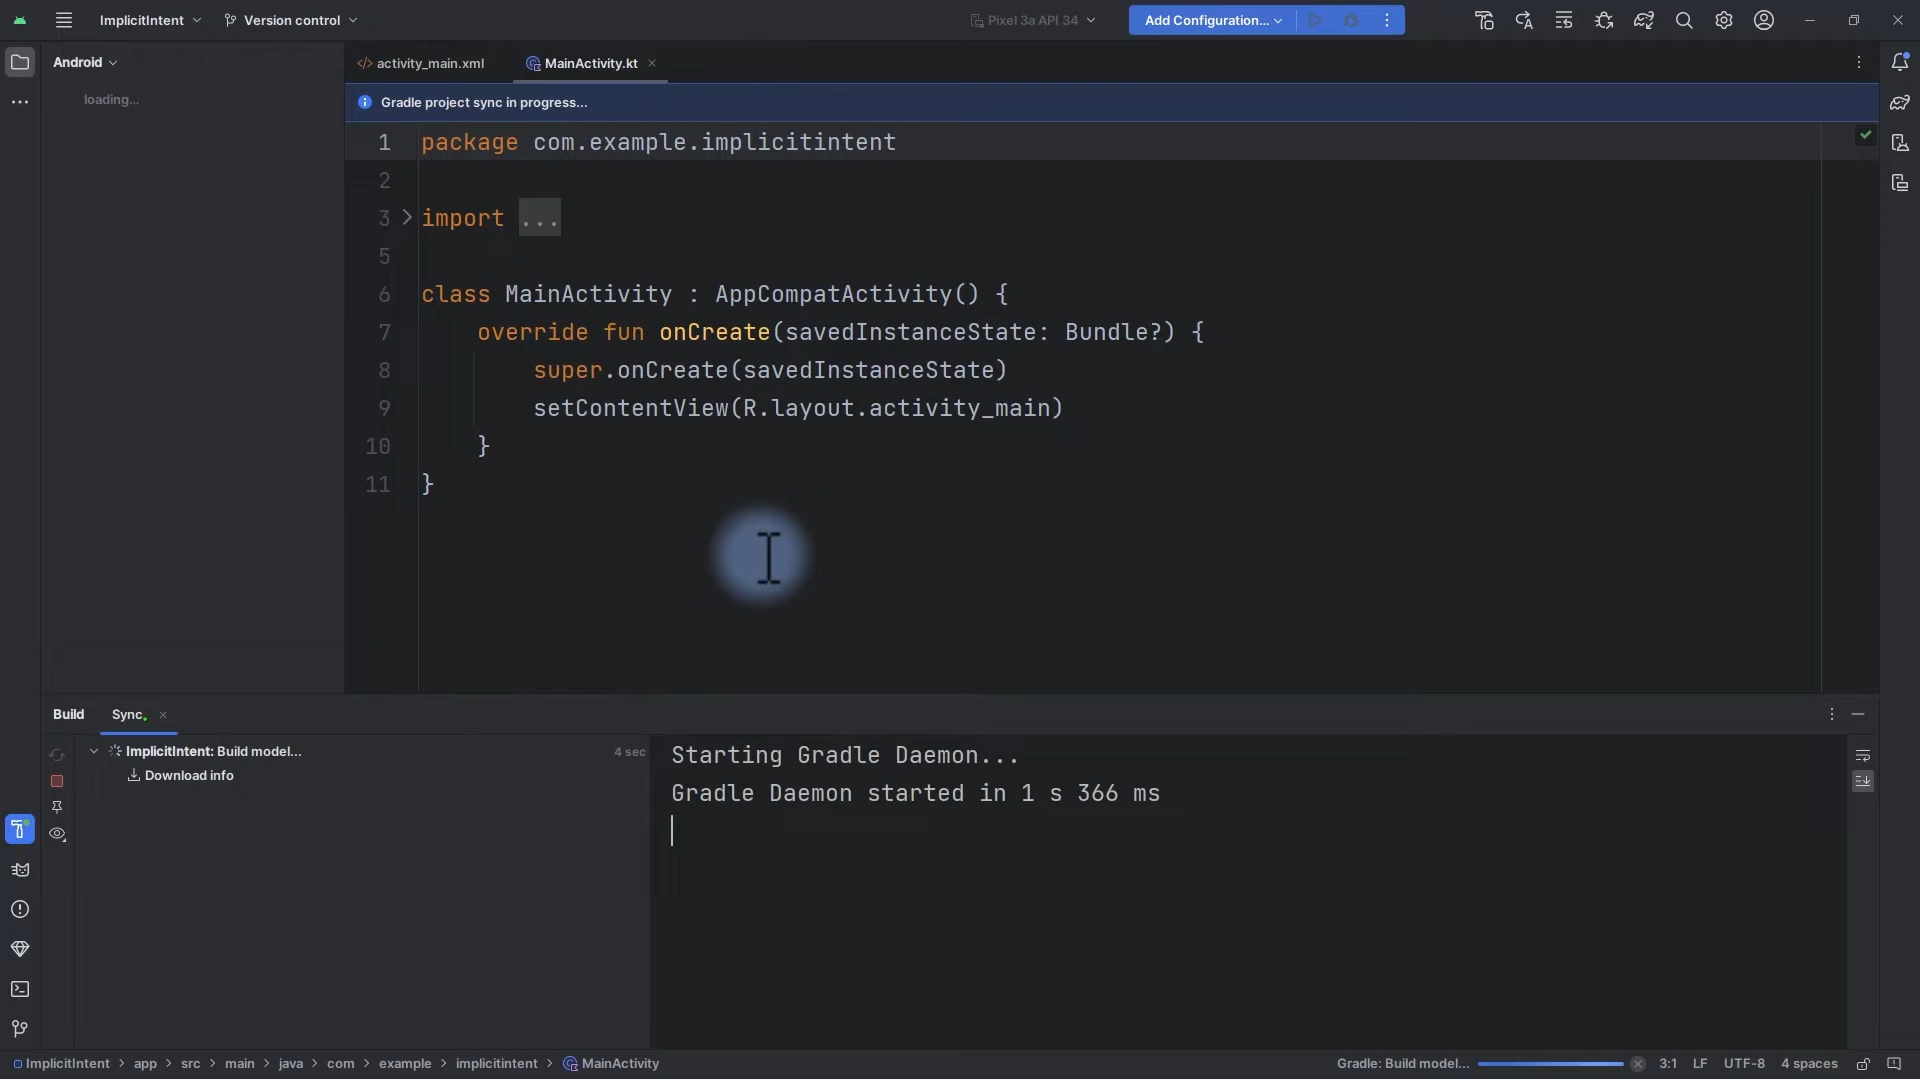 ImplicitIntent
Version control
Pixel 3a API 34
Add Configuration...
Android
activity_main.xml
MainActivity.kt
loading...
Gradle project sync in progress...
1 package com.example.implicitintent
2
3 import ...
5
6 class MainActivity : AppCompatActivity() {
7 override fun onCreate(savedInstanceState: Bundle?) {
8 super.onCreate(savedInstanceState)
9 setContentView(R.layout.activity_main)
10 }
11 }
Build
Sync
ImplicitIntent: Build model...
4 sec
Download info
Starting Gradle Daemon...
Gradle Daemon started in 1 s 366 ms
ImplicitIntent > app > src > main > java > com > example > implicitintent > MainActivity
Gradle: Build model...
3:1
LF
UTF-8
4 spaces